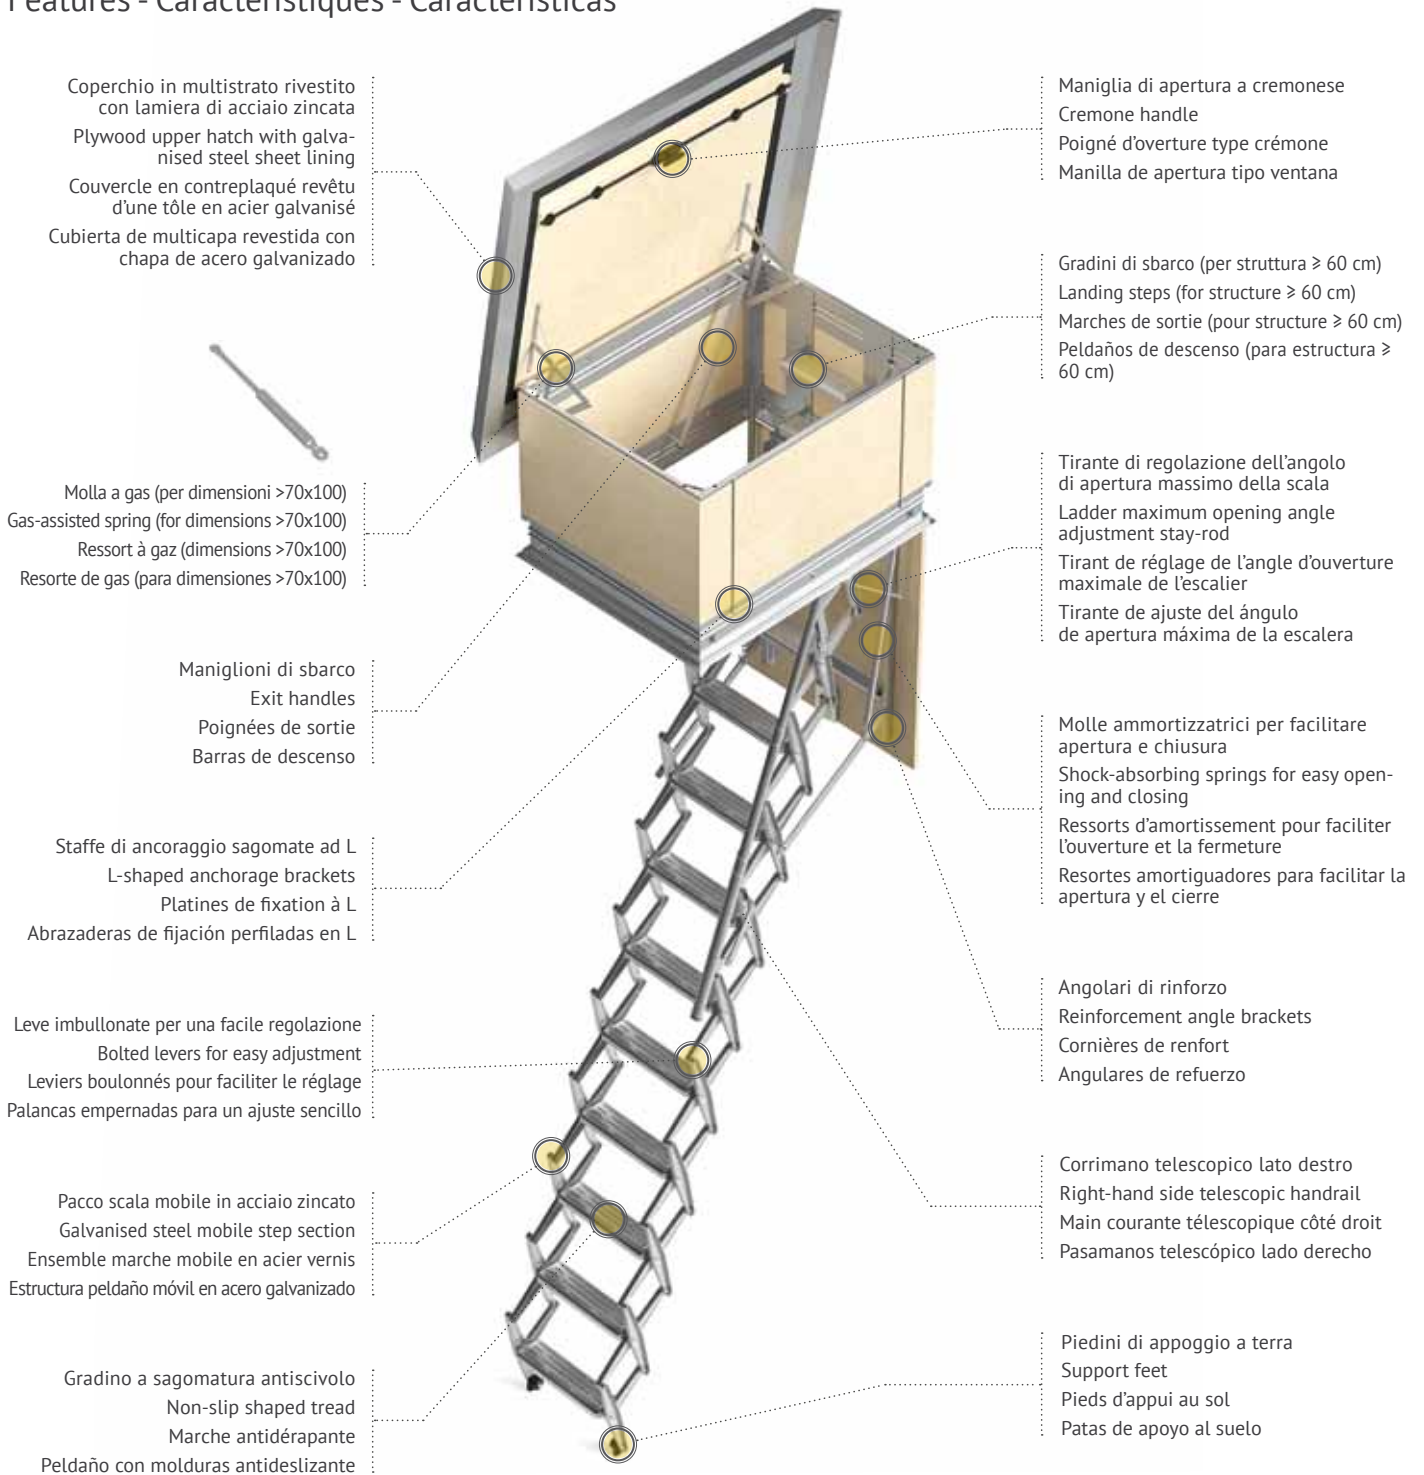 Features - Caractéristiques - Características
Coperchio in multistrato rivestito
con lamiera di acciaio zincata
Plywood upper hatch with galva-
nised steel sheet lining
Couvercle en contreplaqué revêtu
d'une tôle en acier galvanisé
Cubierta de multicapa revestida con
chapa de acero galvanizado
Molla a gas (per dimensioni >70x100)
Gas-assisted spring (for dimensions >70x100)
Ressort à gaz (dimensions >70x100)
Resorte de gas (para dimensiones >70x100)
Maniglioni di sbarco
Exit handles
Poignées de sortie
Barras de descenso
Staffe di ancoraggio sagomate ad L
L-shaped anchorage brackets
Platines de fixation à L
Abrazaderas de fijación perfiladas en L
Leve imbullonate per una facile regolazione
Bolted levers for easy adjustment
Leviers boulonnés pour faciliter le réglage
Palancas empernadas para un ajuste sencillo
Pacco scala mobile in acciaio zincato
Galvanised steel mobile step section
Ensemble marche mobile en acier vernis
Estructura peldaño móvil en acero galvanizado
Gradino a sagomatura antiscivolo
Non-slip shaped tread
Marche antidérapante
Peldaño con molduras antideslizante
Maniglia di apertura a cremonese
Cremone handle
Poigné d'overture type crémone
Manilla de apertura tipo ventana
Gradini di sbarco (per struttura ≥ 60 cm)
Landing steps (for structure ≥ 60 cm)
Marches de sortie (pour structure ≥ 60 cm)
Peldaños de descenso (para estructura ≥
60 cm)
Tirante di regolazione dell'angolo
di apertura massimo della scala
Ladder maximum opening angle
adjustment stay-rod
Tirant de réglage de l'angle d'ouverture
maximale de l'escalier
Tirante de ajuste del ángulo
de apertura máxima de la escalera
Molle ammortizzatrici per facilitare
apertura e chiusura
Shock-absorbing springs for easy open-
ing and closing
Ressorts d'amortissement pour faciliter
l'ouverture et la fermeture
Resortes amortiguadores para facilitar la
apertura y el cierre
Angolari di rinforzo
Reinforcement angle brackets
Cornières de renfort
Angulares de refuerzo
Corrimano telescopico lato destro
Right-hand side telescopic handrail
Main courante télescopique côté droit
Pasamanos telescópico lado derecho
Piedini di appoggio a terra
Support feet
Pieds d'appui au sol
Patas de apoyo al suelo